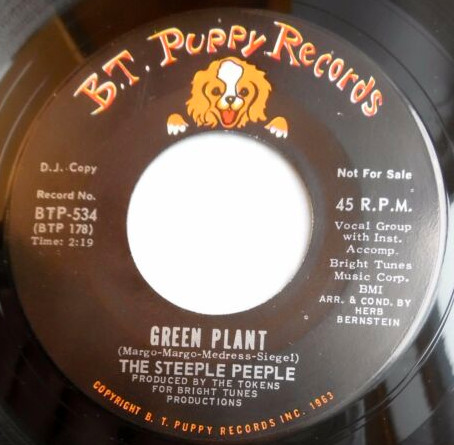 B.T. Puppy Records
D.J. Copy
Record No.
BTP-534
(BTP 178)
Time: 2:19
Not For Sale
45 R.P.M.
Vocal Group
with Inst.
Accomp.
Bright Tunes
Music Corp.
BMI
ARR. & COND. BY
HERB
BERNSTEIN
GREEN PLANT
(Margo-Margo-Medress-Siegel)
THE STEEPLE PEEPLE
PRODUCED BY THE TOKENS
FOR BRIGHT TUNES
PRODUCTIONS
COPYRIGHT B. T. PUPPY RECORDS INC. 1963